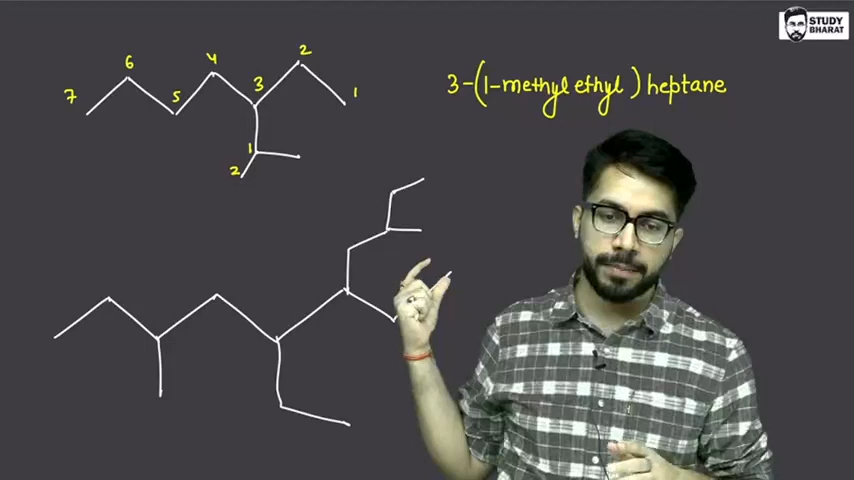 STUDY
BHARAT
7 6 5 4 3 2 1
1
2
3-(1-methyl ethyl) heptane